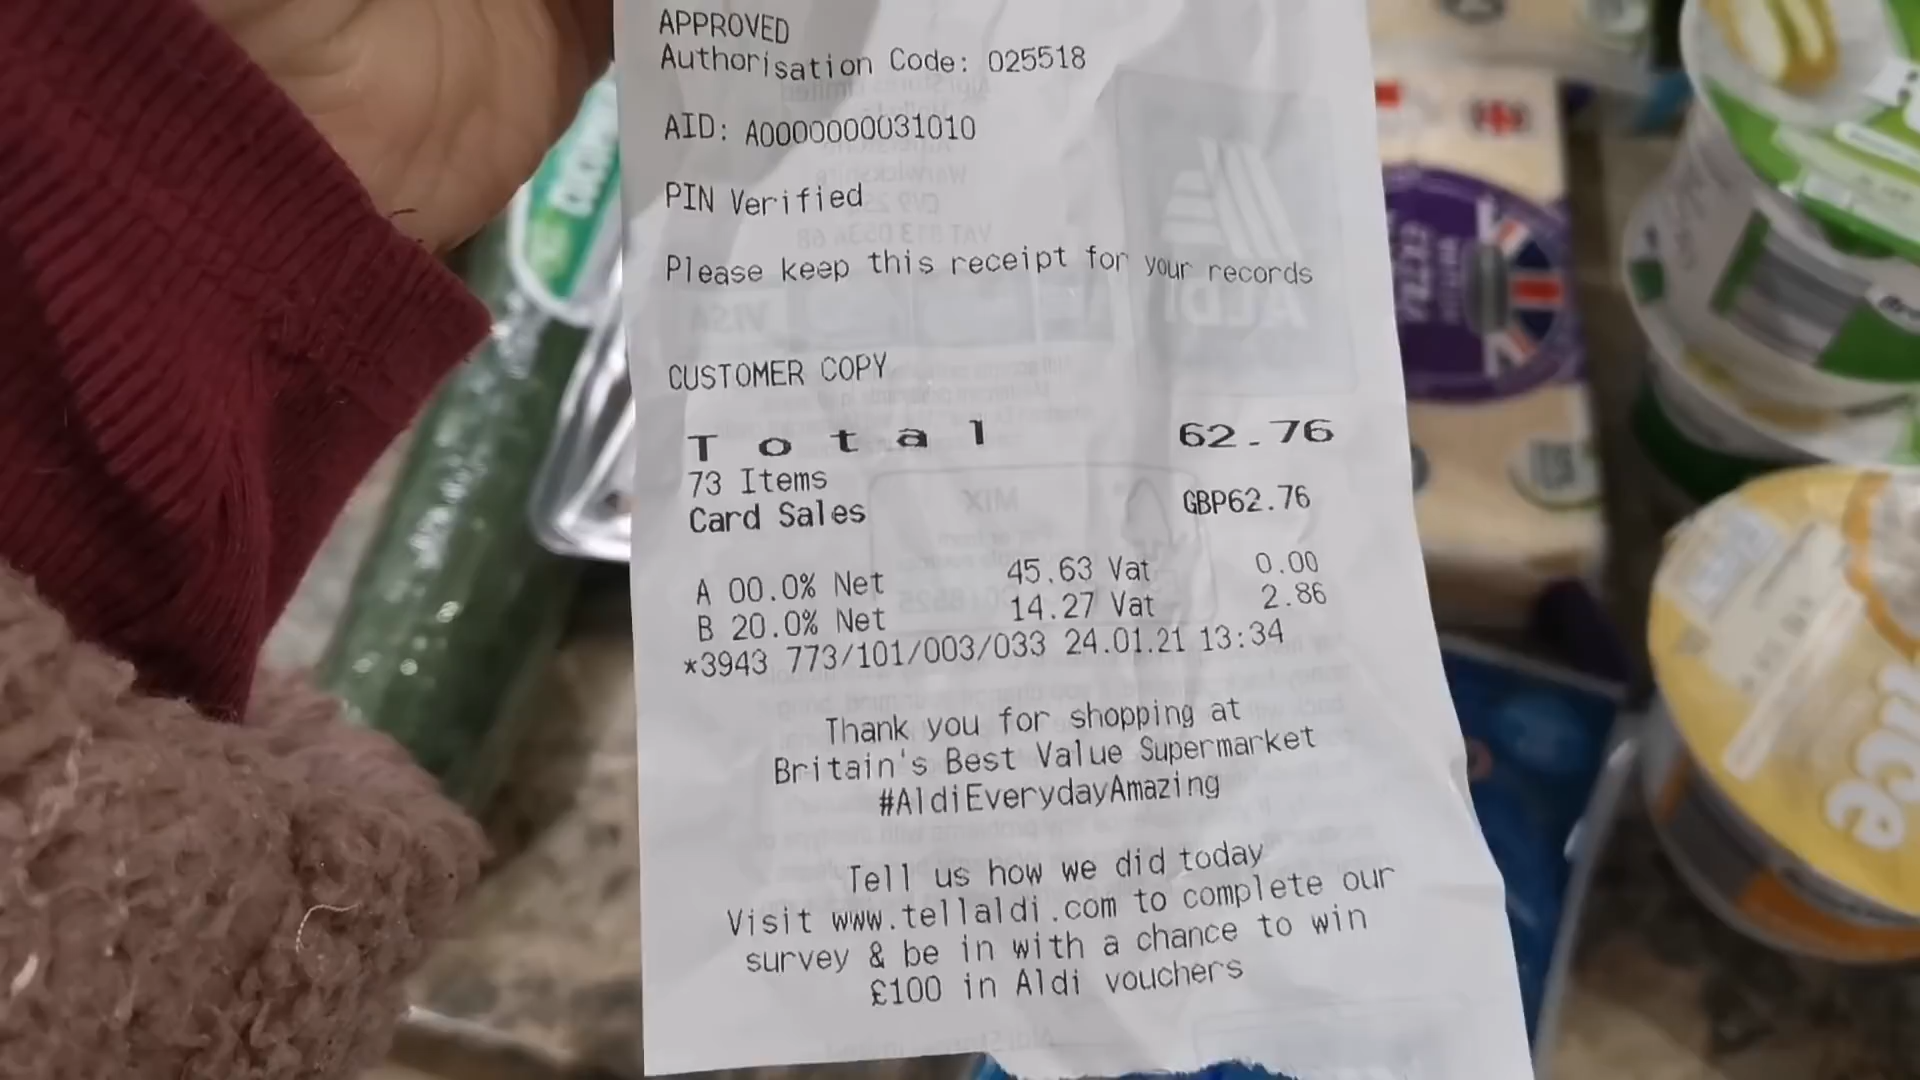 APPROVED
Authorisation Code: 025518
AID: A0000000031010
PIN Verified
Please keep this receipt for your records
CUSTOMER COPY
Total 62.76
73 Items
Card Sales GBP62.76
A 00.0% Net 45.63 Vat 0.00
B 20.0% Net 14.27 Vat 2.86
*3943 773/101/003/033 24.01.21 13:34
Thank you for shopping at
Britain's Best Value Supermarket
#AldiEverydayAmazing
Tell us how we did today
Visit www.tellaldi.com to complete our
survey & be in with a chance to win
£100 in Aldi vouchers